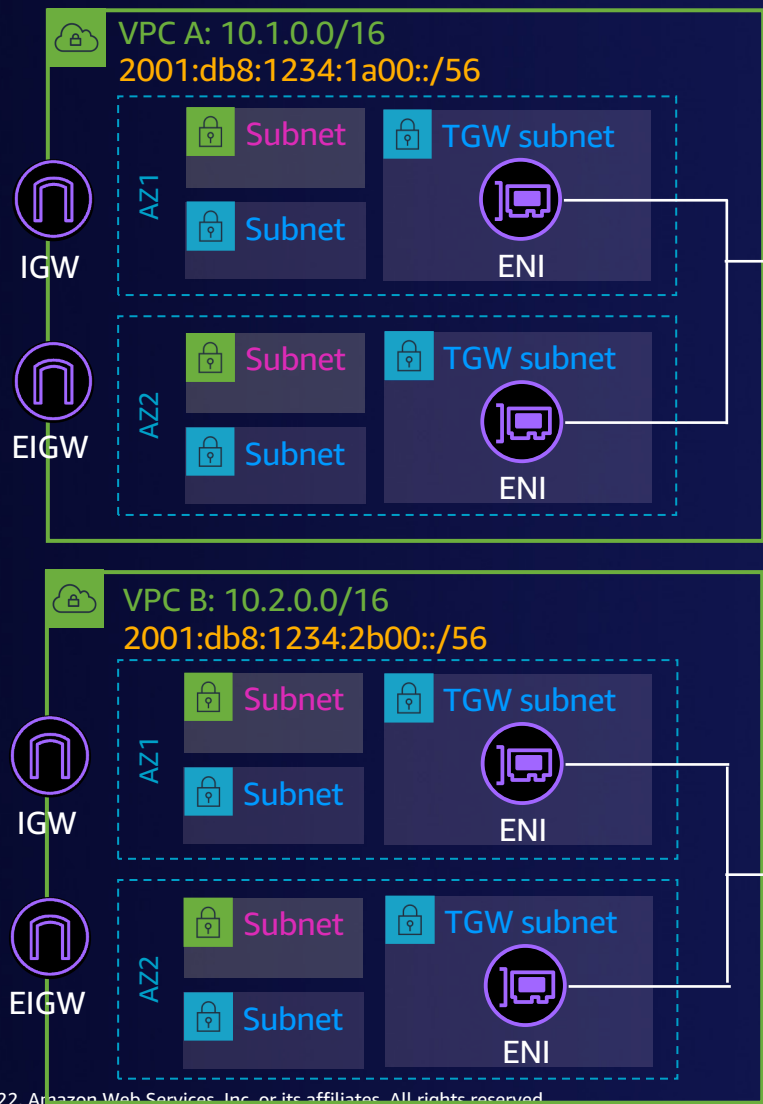 VPC A: 10.1.0.0/16
2001:db8:1234:1a00::/56
AZ1
Subnet
TGW subnet
Subnet
ENI
IGW
AZ2
Subnet
TGW subnet
Subnet
ENI
EIGW
VPC B: 10.2.0.0/16
2001:db8:1234:2b00::/56
AZ1
Subnet
TGW subnet
Subnet
ENI
IGW
AZ2
Subnet
TGW subnet
Subnet
ENI
EIGW
22, Amazon Web Services, Inc. or its affiliates. All rights reserved.